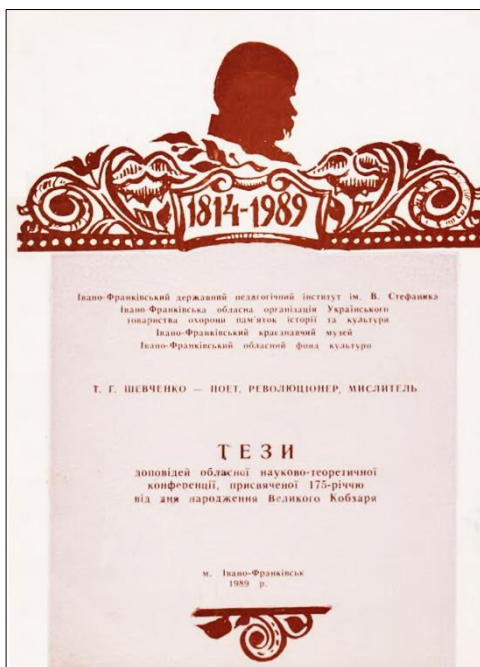 1814-1989
Івано-Франківський державний педагогічний інститут ім. В. Стефаника
Івано-Франківська обласна організація Українського
товариства охорони пам'яток історії та культури
Івано-Франківський краєзнавчий музей
Івано-Франківський обласний фонд культури
Т. Г. ШЕВЧЕНКО — ПОЕТ, РЕВОЛЮЦІОНЕР, МИСЛИТЕЛЬ
ТЕЗИ
доповідей обласної науково-теоретичної
конференції, присвяченої 175-річчю
від дня народження Великого Кобзаря
м. Івано-Франківськ
1989 р.